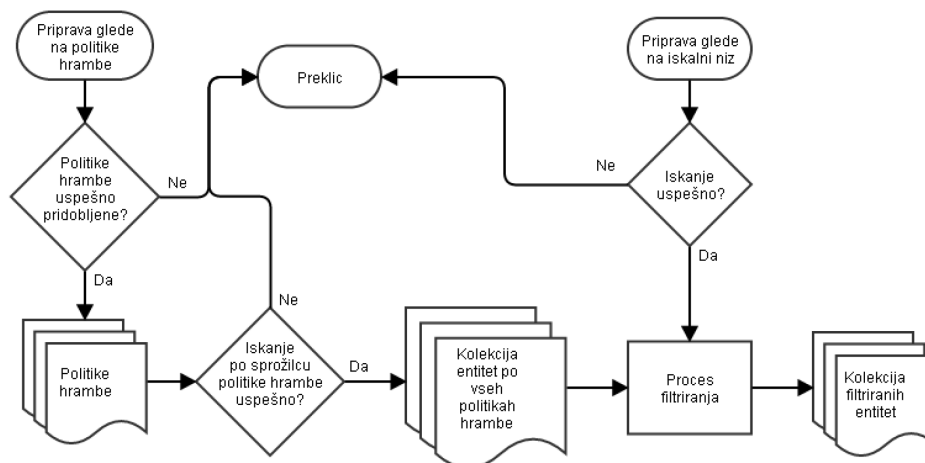 Priprava glede
na politike
hrambe
Preklic
Priprava glede
na iskalni niz
Politike
hrambe
uspešno
pridobljene?
Ne
Ne
Iskanje
uspešno?
Da
Da
Politike
hrambe
Ne
Iskanje
po sprožilcu
politike hrambe
uspešno?
Da
Kolekcija
entitet po
vseh
politikah
hrambe
Proces
filtriranja
Kolekcija
filtriranih
entitet